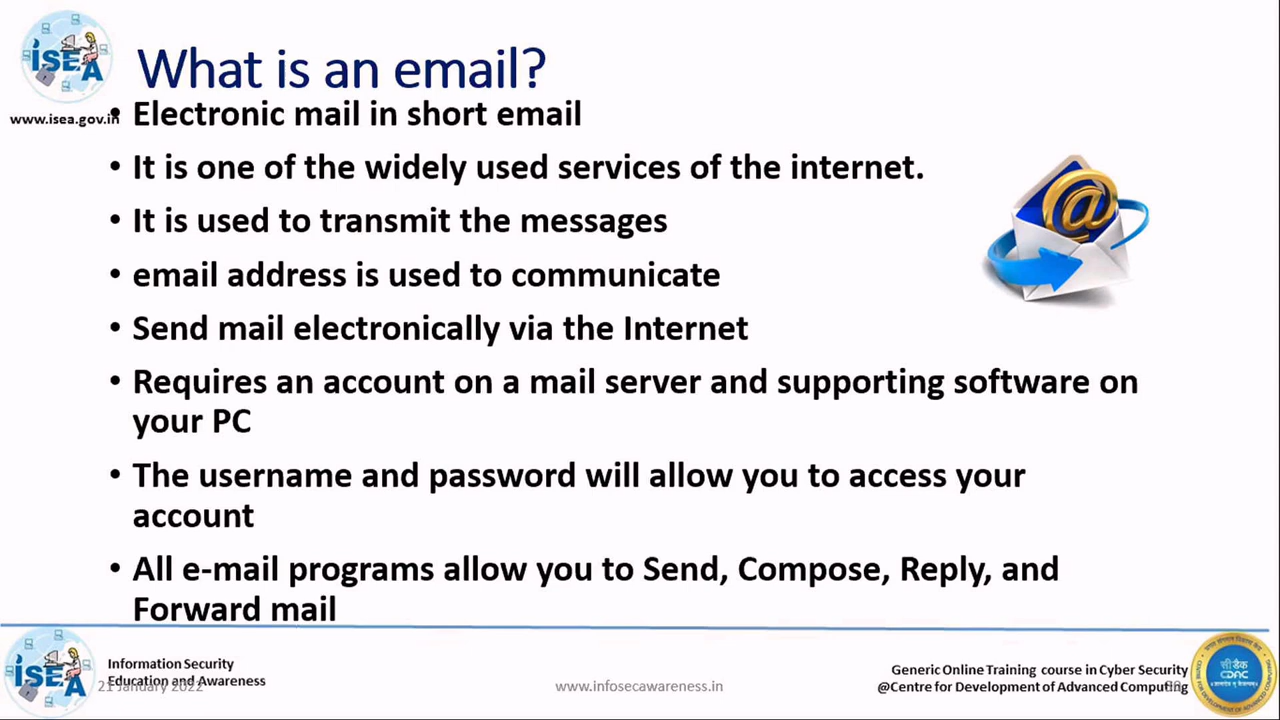 ISEA
What is an email?
www.isea.gov.in
• Electronic mail in short email
• It is one of the widely used services of the internet.
• It is used to transmit the messages
• email address is used to communicate
• Send mail electronically via the Internet
• Requires an account on a mail server and supporting software on
your PC
• The username and password will allow you to access your
account
• All e-mail programs allow you to Send, Compose, Reply, and
Forward mail
@
ISEA
Information Security
Education and Awareness
21 January 2022
www.infosecawareness.in
Generic Online Training course in Cyber Security
@Centre for Development of Advanced Computing
सी डैक
CDAC